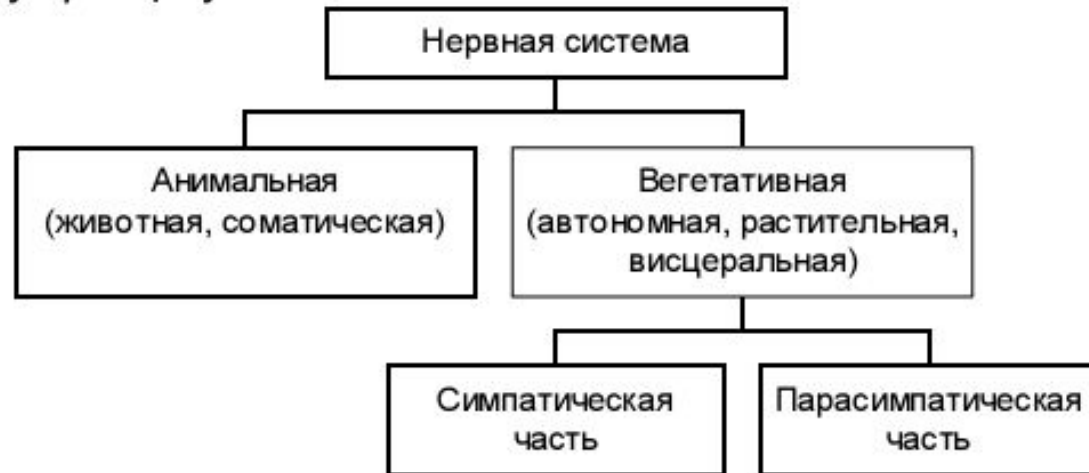 Нервная система
Анимальная
(животная, соматическая)
Вегетативная
(автономная, растительная,
висцеральная)
Симпатическая
часть
Парасимпатическая
часть